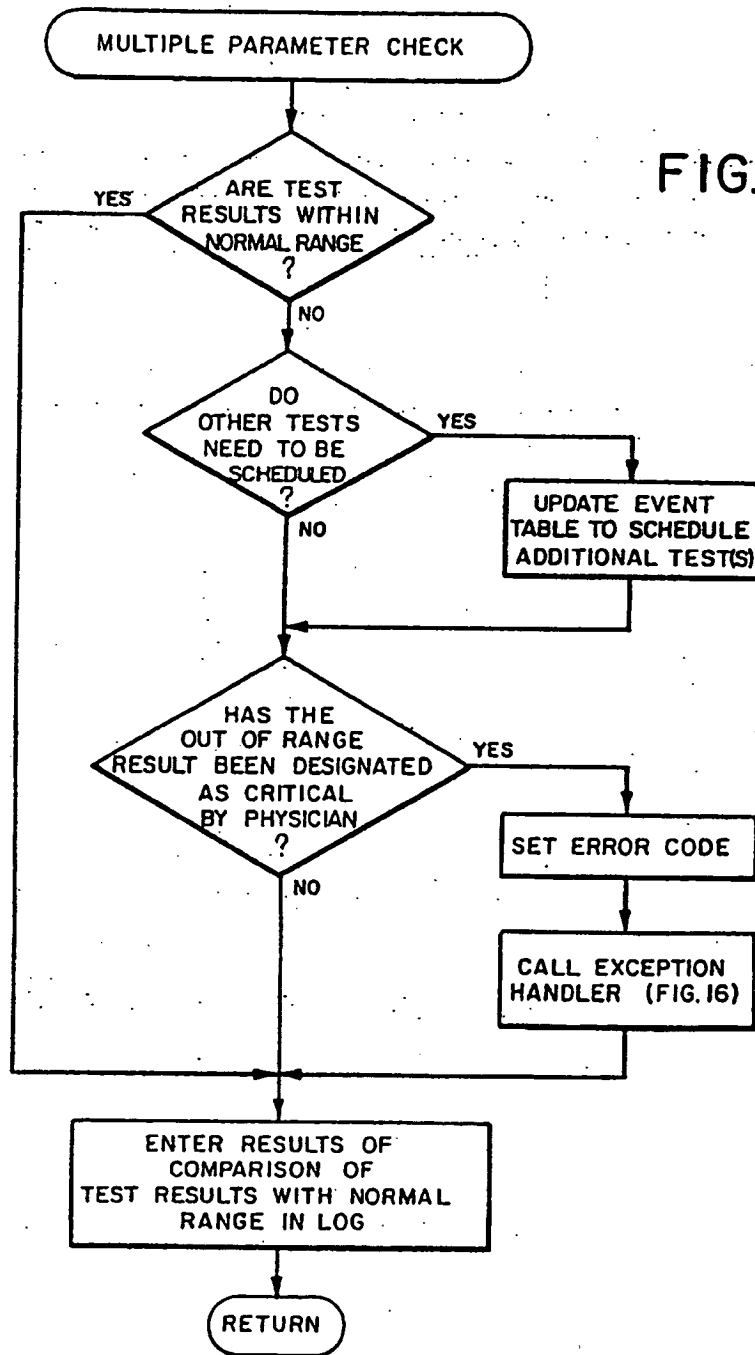 MULTIPLE PARAMETER CHECK
FIG.
ARE TEST
RESULTS WITHIN
NORMAL RANGE
?
YES
NO
DO
OTHER TESTS
NEED TO BE
SCHEDULED
?
YES
NO
UPDATE EVENT
TABLE TO SCHEDULE
ADDITIONAL TEST(S)
HAS THE
OUT OF RANGE
RESULT BEEN DESIGNATED
AS CRITICAL
BY PHYSICIAN
?
YES
NO
SET ERROR CODE
CALL EXCEPTION
HANDLER (FIG. 16)
ENTER RESULTS OF
COMPARISON OF
TEST RESULTS WITH NORMAL
RANGE IN LOG
RETURN